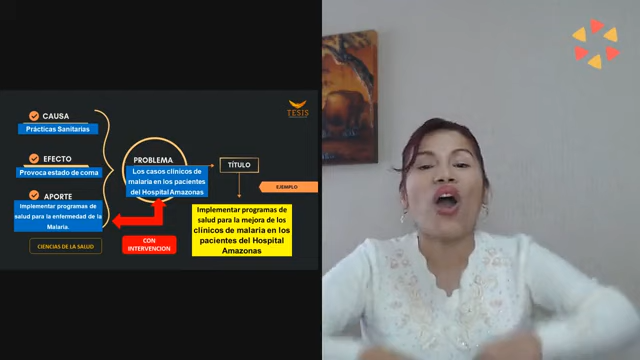 CAUSA
Prácticas Sanitarias
EFECTO
Provoca estado de coma
APORTE
Implementar programas de
salud para la enfermedad de la
Malaria.
CIENCIAS DE LA SALUD
PROBLEMA
Los casos clínicos de
malaria en los pacientes
del Hospital Amazonas
CON
INTERVENCION
TESIS
TÍTULO
EJEMPLO
Implementar programas de
salud para la mejora de los
clínicos de malaria en los
pacientes del Hospital
Amazonas